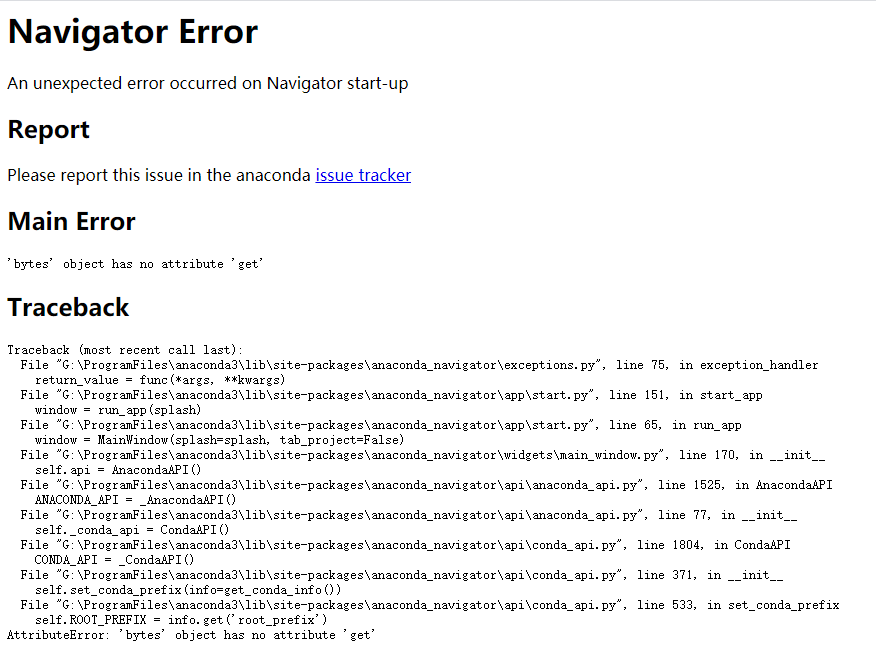 Navigator Error
An unexpected error occurred on Navigator start-up
Report
Please report this issue in the anaconda issue tracker
Main Error
'bytes' object has no attribute 'get'
Traceback
Traceback (most recent call last):
  File "G:\ProgramFiles\anaconda3\lib\site-packages\anaconda_navigator\exceptions.py", line 75, in exception_handler
    return_value = func(*args, **kwargs)
  File "G:\ProgramFiles\anaconda3\lib\site-packages\anaconda_navigator\app\start.py", line 151, in start_app
    window = run_app(splash)
  File "G:\ProgramFiles\anaconda3\lib\site-packages\anaconda_navigator\app\start.py", line 65, in run_app
    window = MainWindow(splash=splash, tab_project=False)
  File "G:\ProgramFiles\anaconda3\lib\site-packages\anaconda_navigator\widgets\main_window.py", line 170, in __init__
    self.api = AnacondaAPI()
  File "G:\ProgramFiles\anaconda3\lib\site-packages\anaconda_navigator\api\anaconda_api.py", line 1525, in AnacondaAPI
    ANACONDA_API = _AnacondaAPI()
  File "G:\ProgramFiles\anaconda3\lib\site-packages\anaconda_navigator\api\anaconda_api.py", line 77, in __init__
    self._conda_api = CondaAPI()
  File "G:\ProgramFiles\anaconda3\lib\site-packages\anaconda_navigator\api\conda_api.py", line 1804, in CondaAPI
    CONDA_API = _CondaAPI()
  File "G:\ProgramFiles\anaconda3\lib\site-packages\anaconda_navigator\api\conda_api.py", line 371, in __init__
    self.set_conda_prefix(info=get_conda_info())
  File "G:\ProgramFiles\anaconda3\lib\site-packages\anaconda_navigator\api\conda_api.py", line 533, in set_conda_prefix
    self.ROOT_PREFIX = info.get('root_prefix')
AttributeError: 'bytes' object has no attribute 'get'